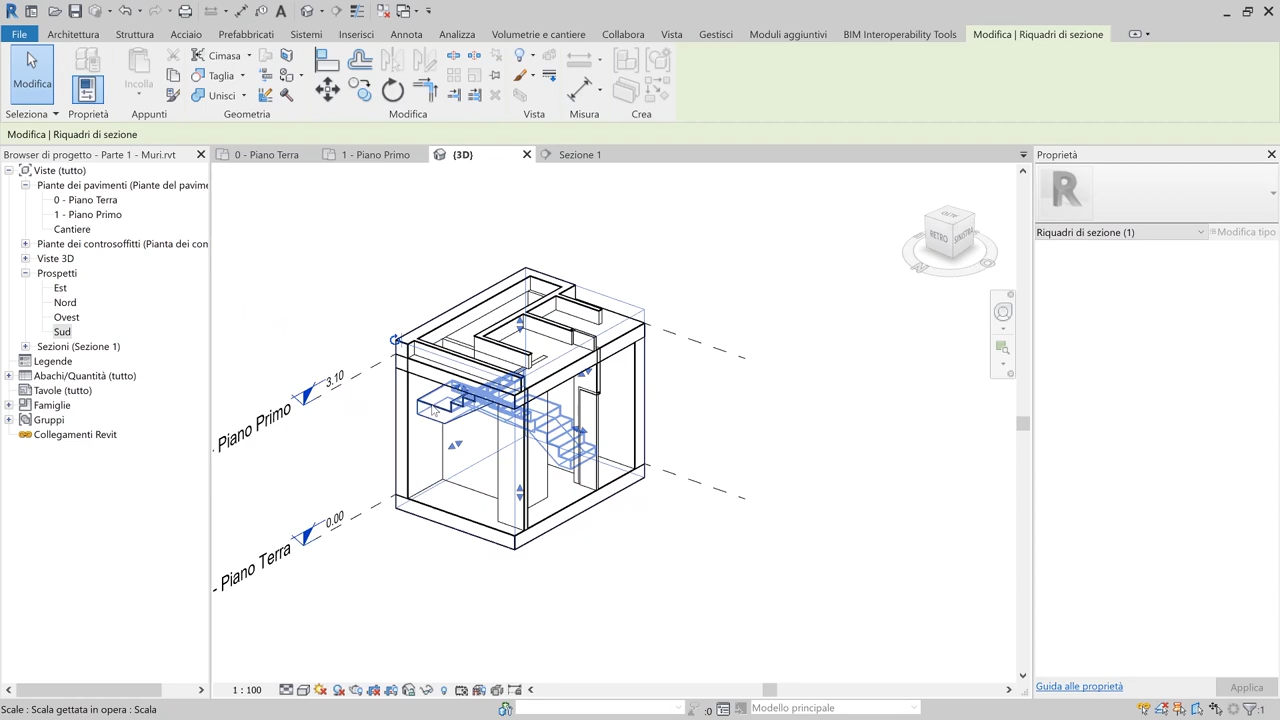 File Architettura Struttura Acciaio Prefabbricati Sistemi Inserisci Annota Analizza Volumetrie e cantiere Collabora Vista Gestisci Moduli aggiuntivi BIM Interoperability Tools Modifica | Riquadri di sezione
Modifica
Incolla
Cimasa
Taglia
Unisci
Seleziona Proprietà Appunti Geometria Modifica Vista Misura Crea
Modifica | Riquadri di sezione
Browser di progetto - Parte 1 - Muri.rvt
0 - Piano Terra
1 - Piano Primo
{3D}
Sezione 1
Proprietà
Viste (tutto)
Piante dei pavimenti (Piante del pavime
0 - Piano Terra
1 - Piano Primo
Cantiere
Piante dei controsoffitti (Pianta dei con
Viste 3D
Prospetti
Est
Nord
Ovest
Sud
Sezioni (Sezione 1)
Legende
Abachi/Quantità (tutto)
Tavole (tutto)
Famiglie
Gruppi
Collegamenti Revit
RETRO
SINISTRA
3.10
- Piano Primo
0.00
- Piano Terra
Riquadri di sezione (1)
Modifica tipo
1 : 100
Guida alle proprietà
Applica
Scale : Scala gettata in opera : Scala
:0
Modello principale
:1